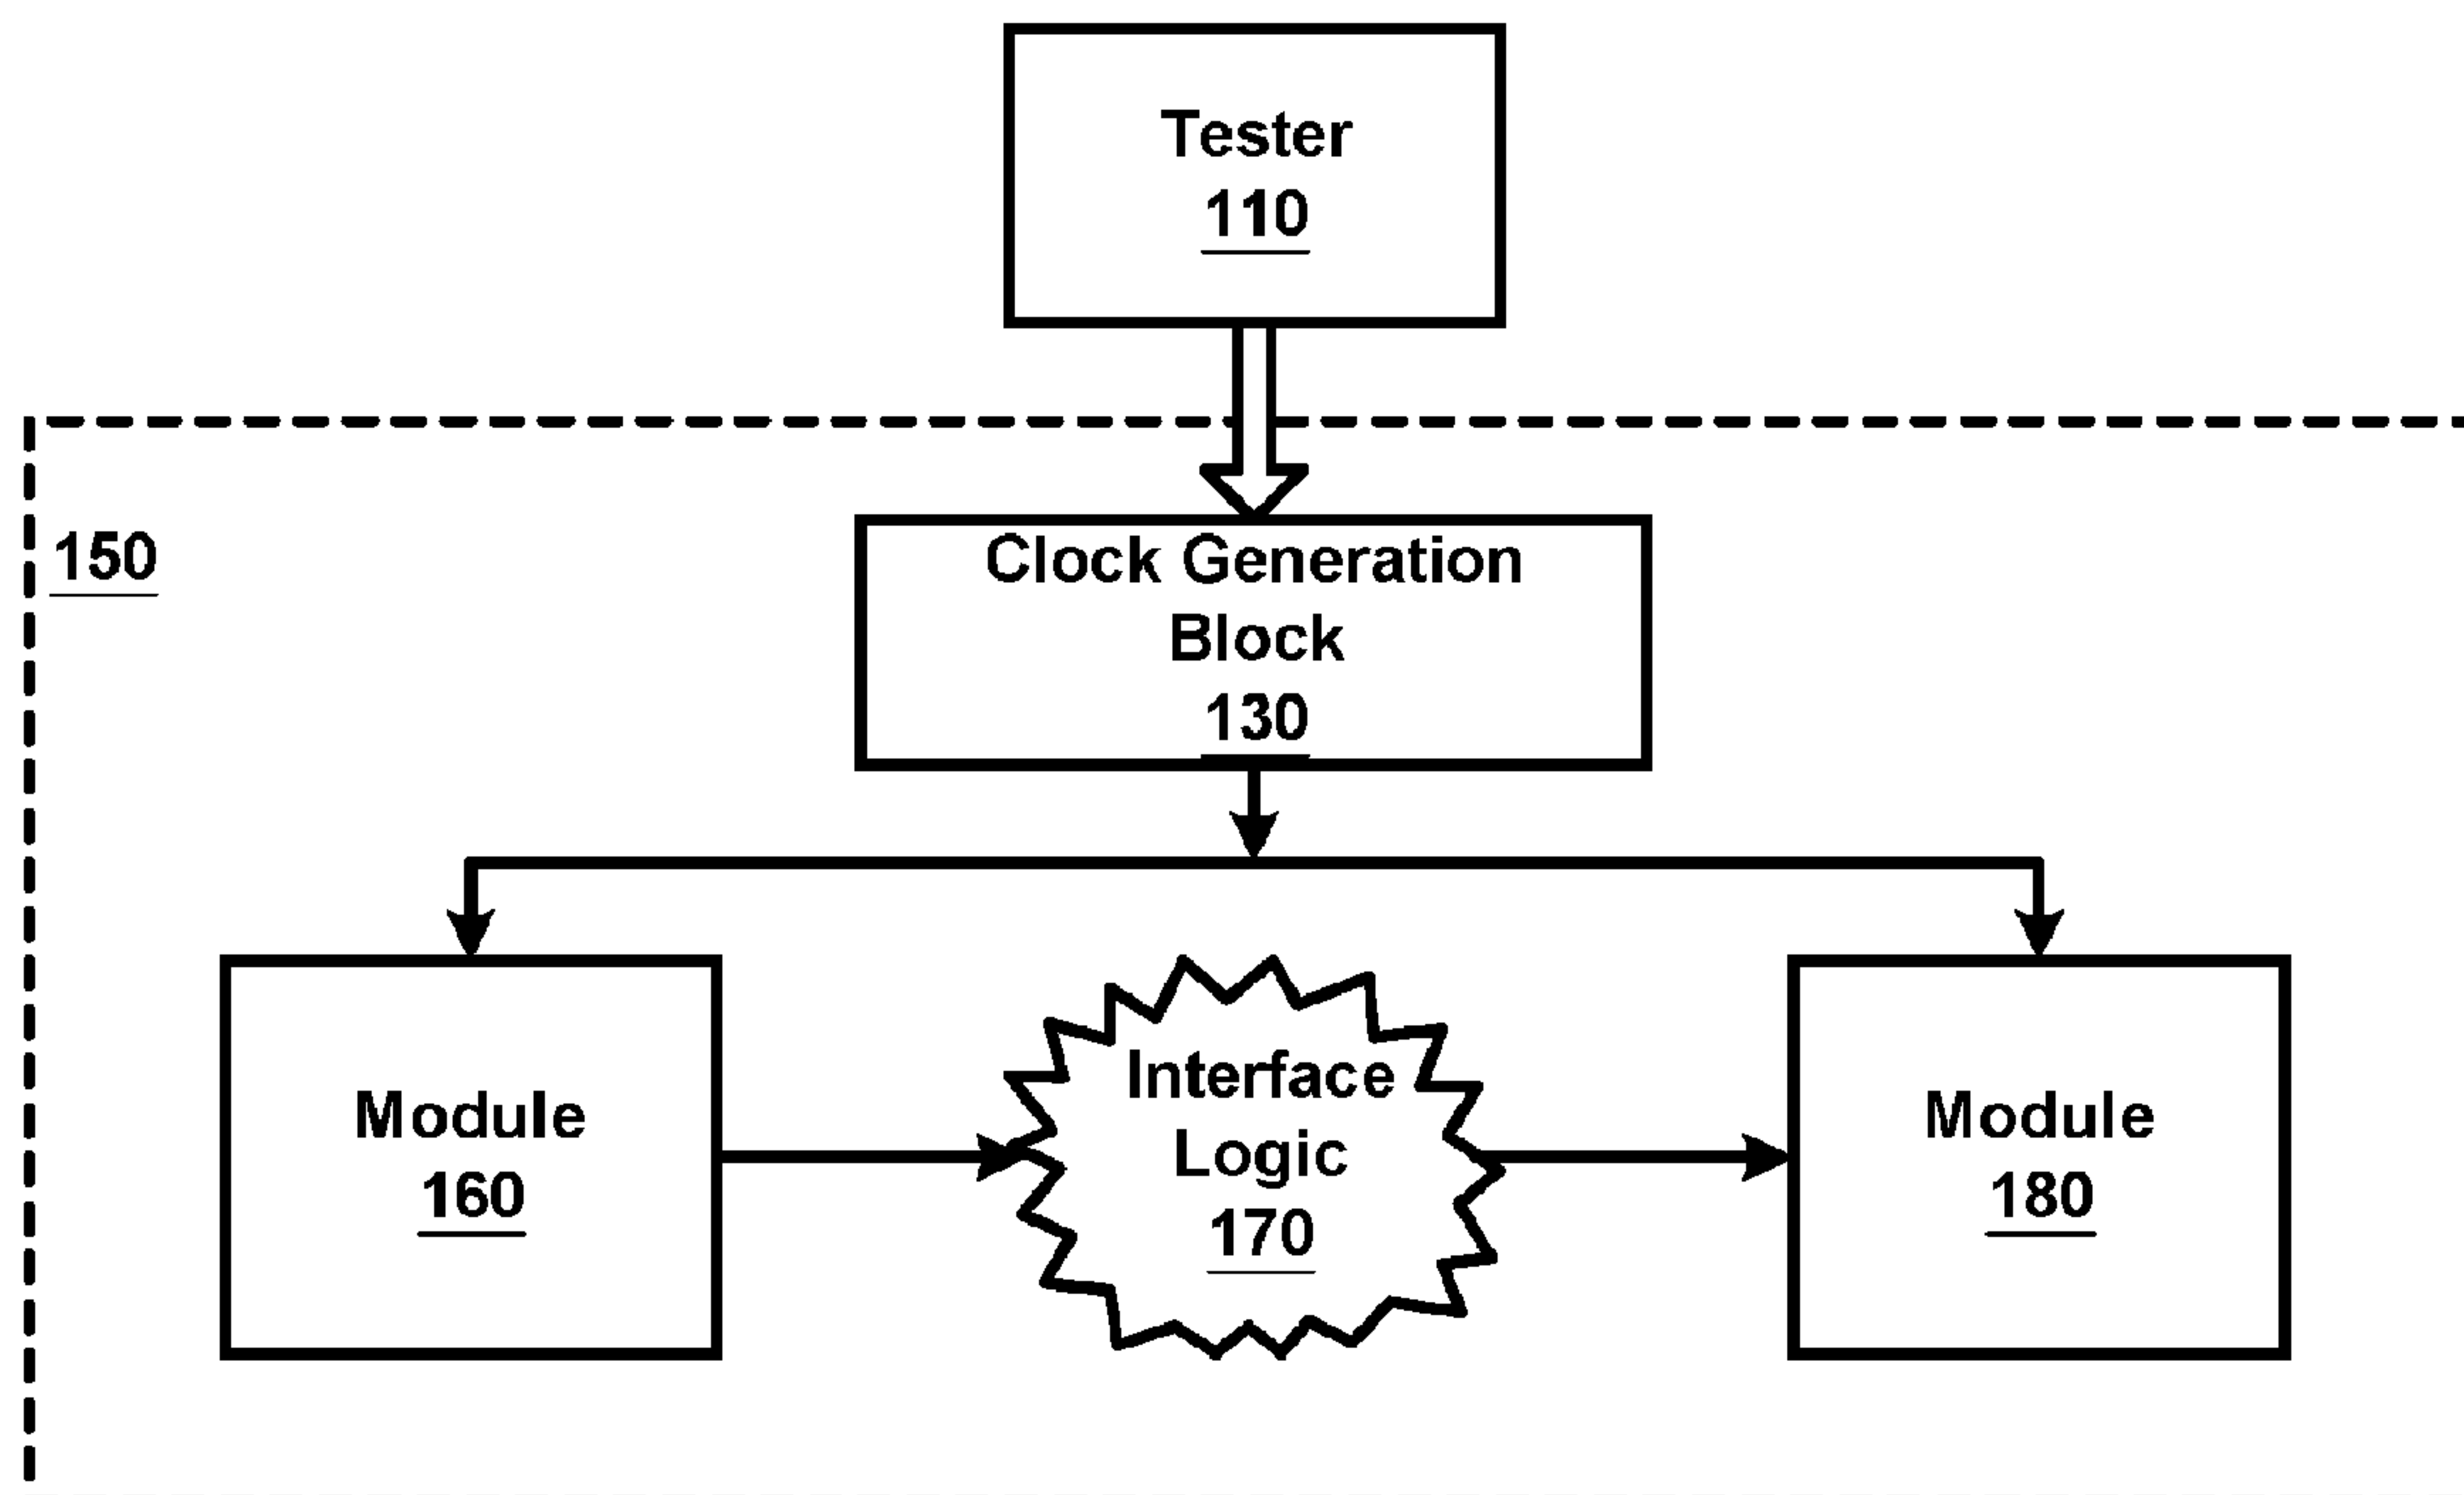 Tester
110
150
Clock Generation
Block
130
Module
160
Interface
Logic
170
Module
180